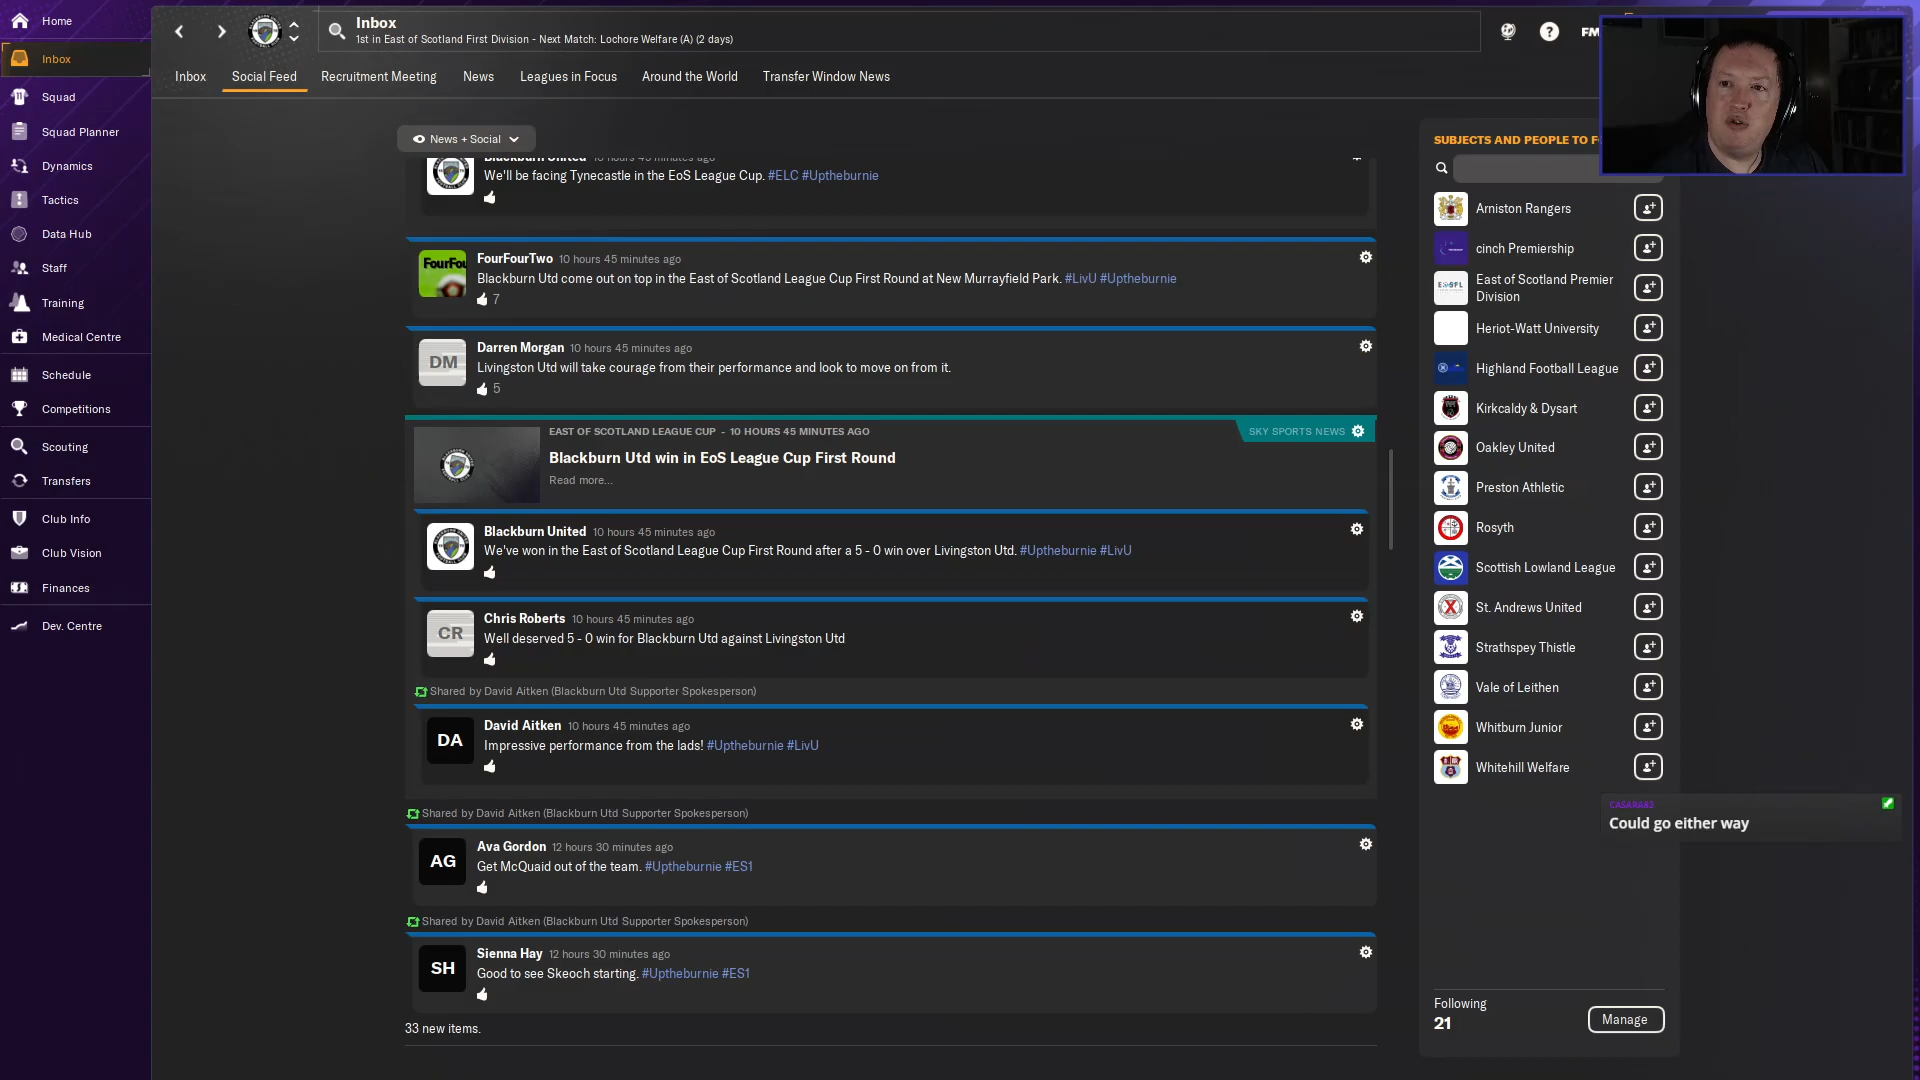 Home
Inbox
1st in East of Scotland First Division - Next Match: Lochore Welfare (A) (2 days)
FM
Inbox
Squad
Squad Planner
Dynamics
Tactics
Data Hub
Staff
Training
Medical Centre
Schedule
Competitions
Scouting
Transfers
Club Info
Club Vision
Finances
Dev. Centre
Inbox Social Feed Recruitment Meeting News Leagues in Focus Around the World Transfer Window News
News + Social
Blackburn United 10 hours 45 minutes ago
We'll be facing Tynecastle in the EoS League Cup. #ELC #Uptheburnie
FourFourTwo 10 hours 45 minutes ago
Blackburn Utd come out on top in the East of Scotland League Cup First Round at New Murrayfield Park. #LivU #Uptheburnie
7
DM
Darren Morgan 10 hours 45 minutes ago
Livingston Utd will take courage from their performance and look to move on from it.
5
EAST OF SCOTLAND LEAGUE CUP - 10 HOURS 45 MINUTES AGO
SKY SPORTS NEWS
Blackburn Utd win in EoS League Cup First Round
Read more...
Blackburn United 10 hours 45 minutes ago
We've won in the East of Scotland League Cup First Round after a 5 - 0 win over Livingston Utd. #Uptheburnie #LivU
CR
Chris Roberts 10 hours 45 minutes ago
Well deserved 5 - 0 win for Blackburn Utd against Livingston Utd
Shared by David Aitken (Blackburn Utd Supporter Spokesperson)
DA
David Aitken 10 hours 45 minutes ago
Impressive performance from the lads! #Uptheburnie #LivU
Shared by David Aitken (Blackburn Utd Supporter Spokesperson)
AG
Ava Gordon 12 hours 30 minutes ago
Get McQuaid out of the team. #Uptheburnie #ES1
Shared by David Aitken (Blackburn Utd Supporter Spokesperson)
SH
Sienna Hay 12 hours 30 minutes ago
Good to see Skeoch starting. #Uptheburnie #ES1
33 new items.
SUBJECTS AND PEOPLE TO
Arniston Rangers
cinch Premiership
East of Scotland Premier
Division
Heriot-Watt University
Highland Football League
Kirkcaldy & Dysart
Oakley United
Preston Athletic
Rosyth
Scottish Lowland League
St. Andrews United
Strathspey Thistle
Vale of Leithen
Whitburn Junior
Whitehill Welfare
CASARA83
Could go either way
Following
21
Manage